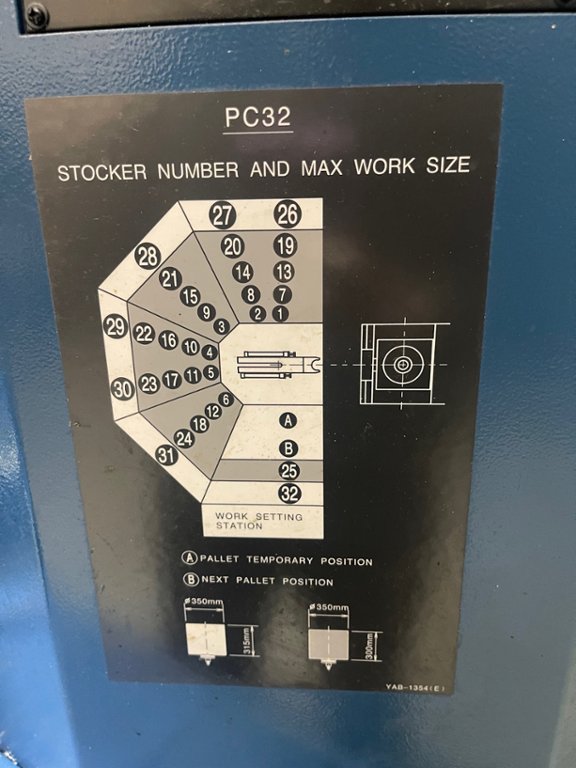 PC32
STOCKER NUMBER AND MAX WORK SIZE
27 26
28 20 19
21 14 13
15 8 7
9 3 2 1
29 22 16 10 4
30 23 17 11 5
6
12
18
24
31
A
B
25
32
WORK SETTING
STATION
A PALLET TEMPORARY POSITION
B NEXT PALLET POSITION
ø350mm ø350mm
315mm 300mm
YAB-1354(E)